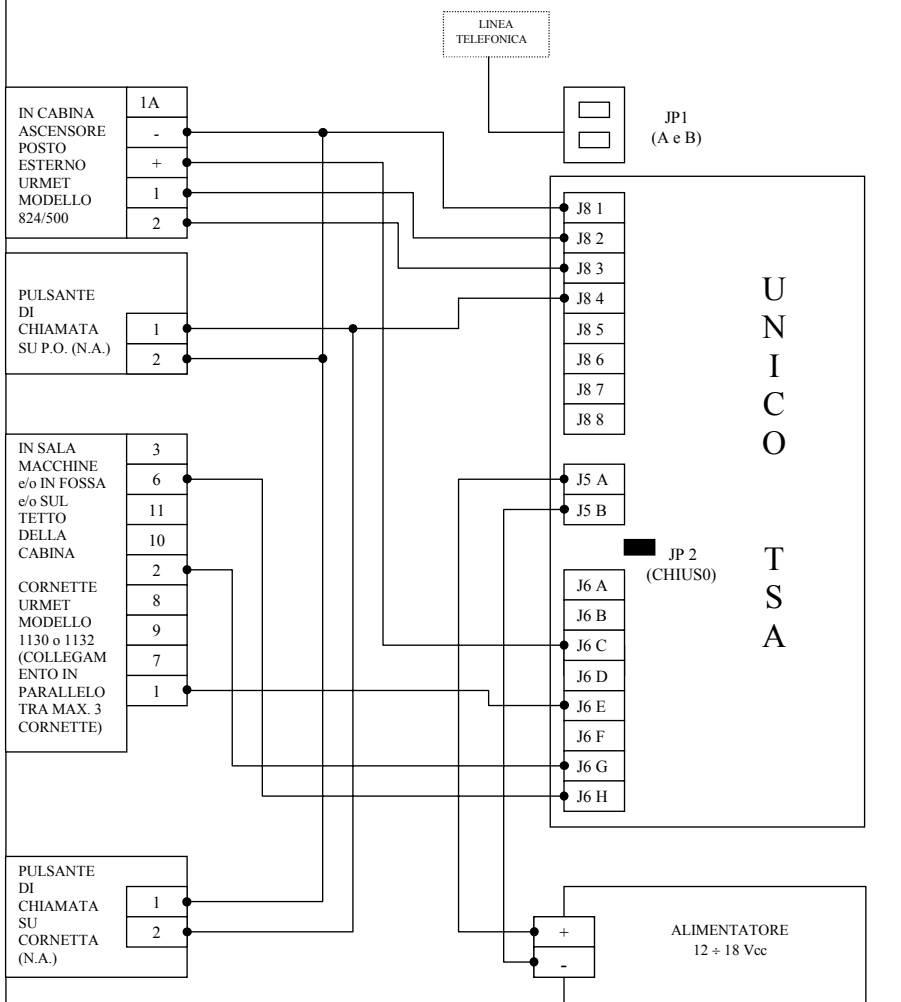 LINEA
TELEFONICA
JP1
(A e B)
IN CABINA
ASCENSORE
POSTO
ESTERNO
URMET
MODELLO
824/500
1A
-
+
1
2
PULSANTE
DI
CHIAMATA
SU P.O. (N.A.)
1
2
IN SALA
MACCHINE
e/o IN FOSSA
e/o SUL
TETTO
DELLA
CABINA
CORNETTE
URMET
MODELLO
1130 o 1132
(COLLEGAM
ENTO IN
PARALLELO
TRA MAX. 3
CORNETTE)
3
6
11
10
2
8
9
7
1
PULSANTE
DI
CHIAMATA
SU
CORNETTA
(N.A.)
1
2
J8 1
J8 2
J8 3
J8 4
J8 5
J8 6
J8 7
J8 8
J5 A
J5 B
JP 2
(CHIUS0)
J6 A
J6 B
J6 C
J6 D
J6 E
J6 F
J6 G
J6 H
U
N
I
C
O
T
S
A
+
-
ALIMENTATORE
12 ÷ 18 Vcc